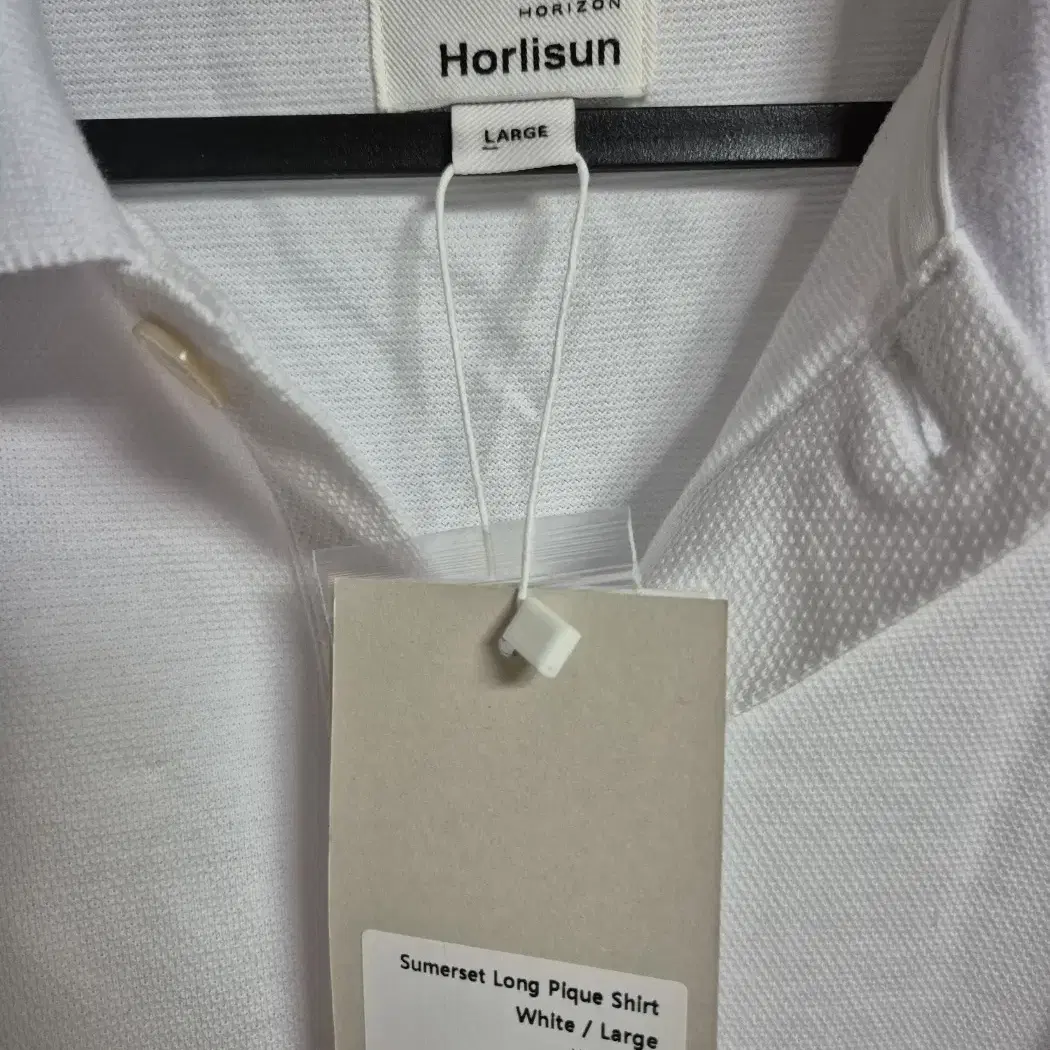 HORIZON
Horlisun
LARGE
Sumerset Long Pique Shirt
White / Large